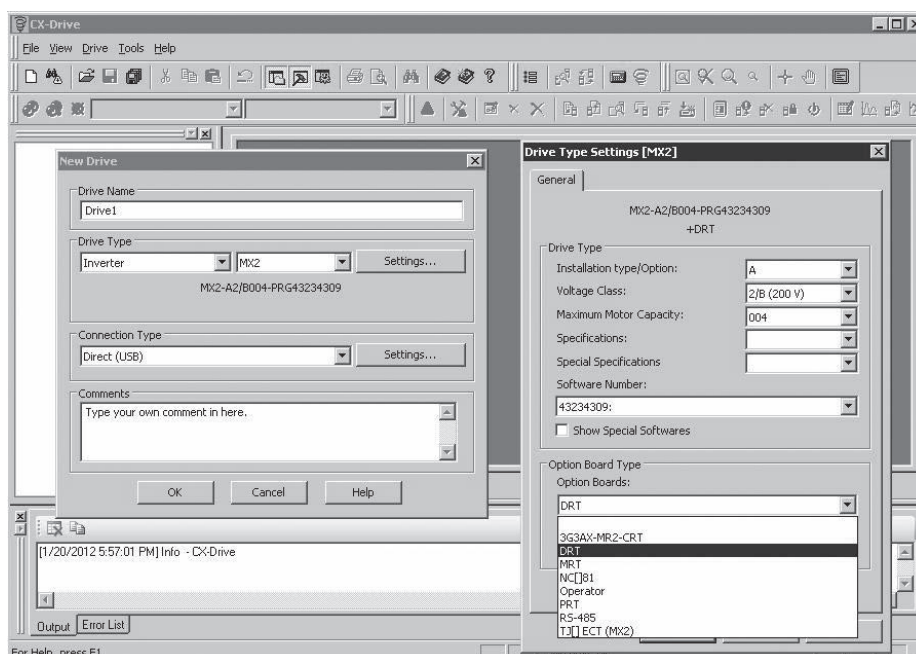 CX-Drive
File View Drive Tools Help
New Drive
Drive Name
Drive1
Drive Type
Inverter MX2 Settings...
MX2-A2/B004-PRG43234309
Connection Type
Direct (USB) Settings...
Comments
Type your own comment in here.
OK Cancel Help
Drive Type Settings [MX2]
General
MX2-A2/B004-PRG43234309
+DRT
Drive Type
Installation type/Option: A
Voltage Class: 2/B (200 V)
Maximum Motor Capacity: 004
Specifications:
Special Specifications
Software Number:
43234309:
Show Special Softwares
Option Board Type
Option Boards:
DRT
3G3AX-MR2-CRT
DRT
MRT
NC[]81
Operator
PRT
RS-485
TJ[] ECT (MX2)
[1/20/2012 5:57:01 PM] Info - CX-Drive
Output Error List
For Help, press F1